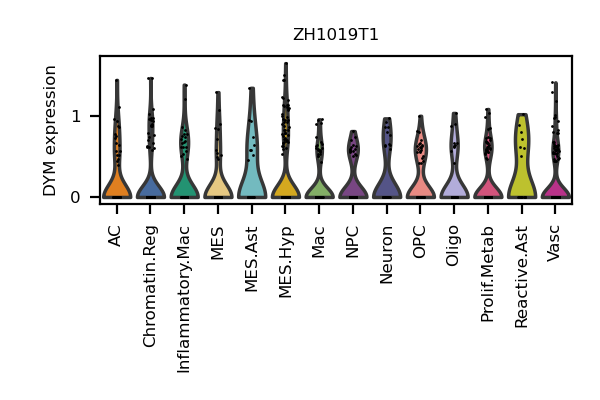 ZH1019T1
DYM expression
1
0
AC
Chromatin.Reg
Inflammatory.Mac
MES
MES.Ast
MES.Hyp
Mac
NPC
Neuron
OPC
Oligo
Prolif.Metab
Reactive.Ast
Vasc